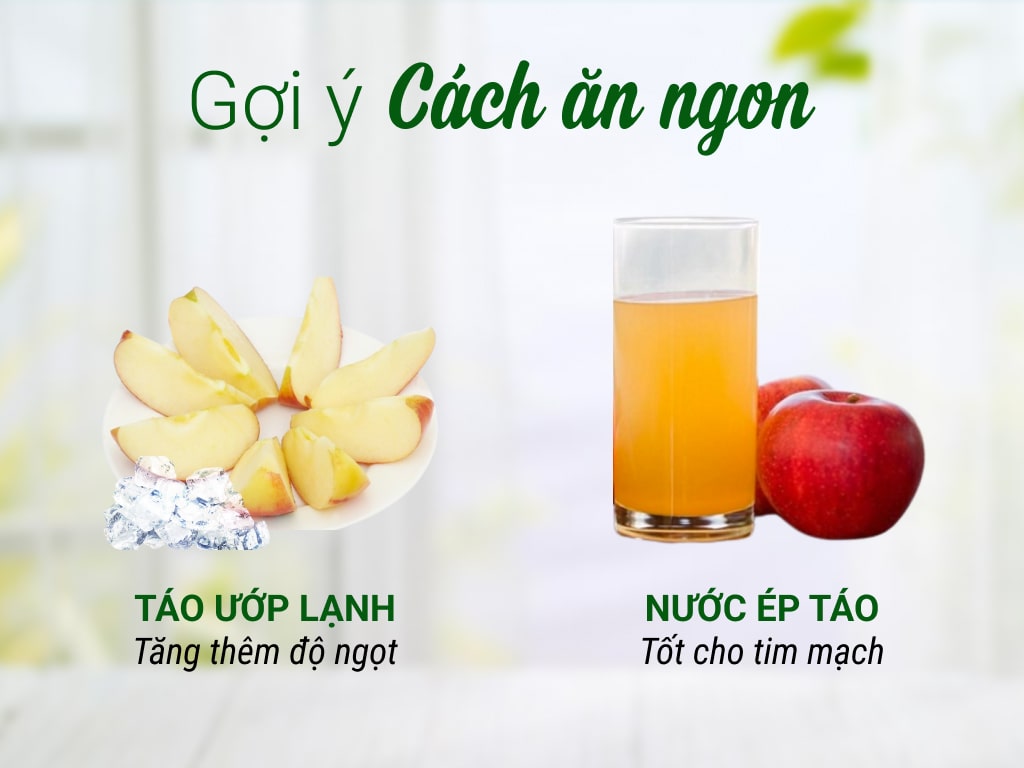 Gợi ý Cách ăn ngon
TÁO ƯỚP LẠNH
Tăng thêm độ ngọt
NƯỚC ÉP TÁO
Tốt cho tim mạch